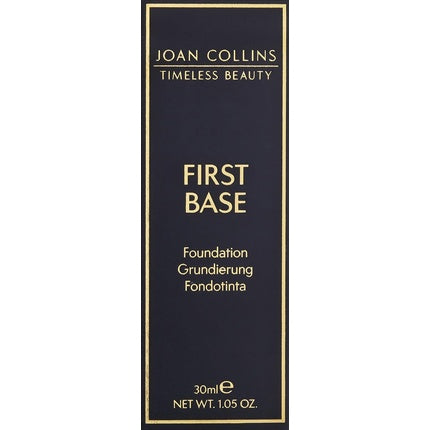 JOAN COLLINS
TIMELESS BEAUTY
FIRST
BASE
Foundation
Grundierung
Fondotinta
30ml ℮
NET WT. 1.05 OZ.